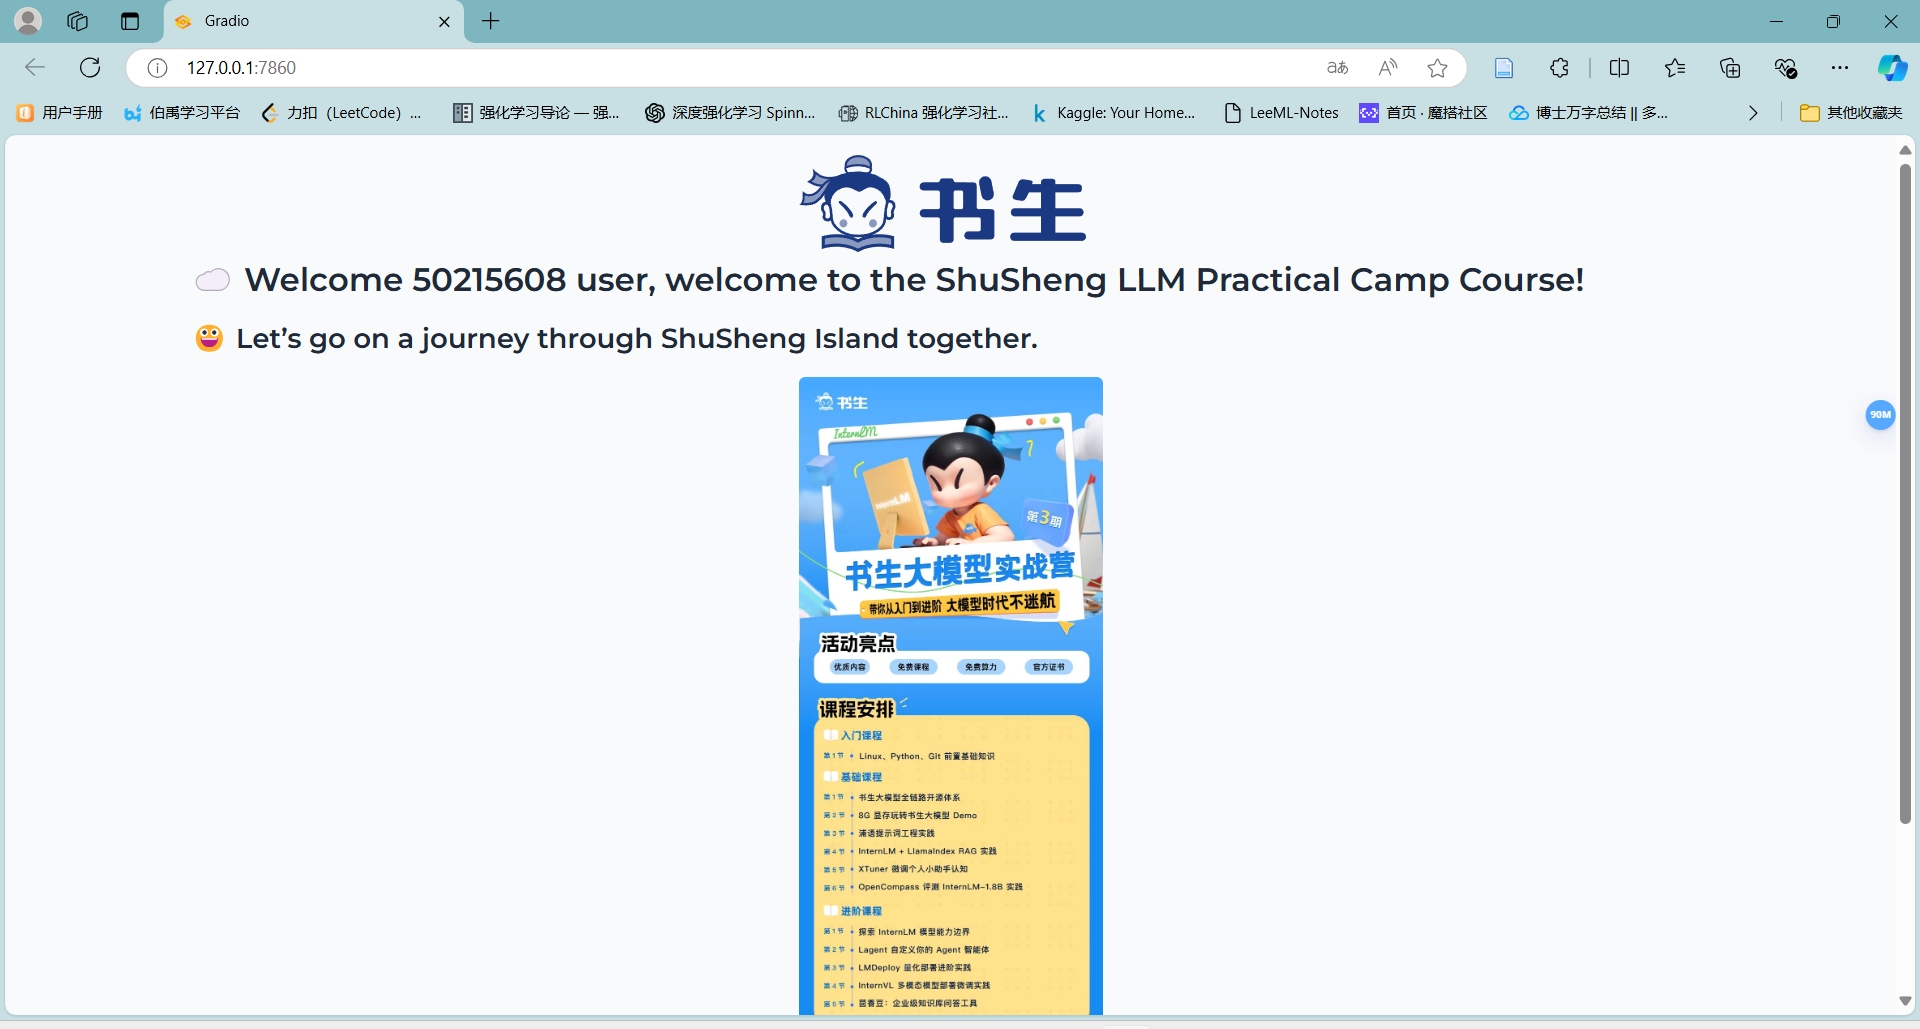 Gradio
127.0.0.1:7860
用户手册
伯禹学习平台
力扣（LeetCode） ...
强化学习导论 — 强...
深度强化学习 Spinn...
RLChina 强化学习社...
Kaggle: Your Home...
LeeML-Notes
首页 · 魔搭社区
博士万字总结 || 多...
其他收藏夹
书生
Welcome 50215608 user, welcome to the ShuSheng LLM Practical Camp Course!
Let’s go on a journey through ShuSheng Island together.
90M
书生
InternLM
InternLM
第3期
书生大模型实战营
带你从入门到进阶 大模型时代不迷航
活动亮点
优质内容 免费课程 免费算力 官方证书
课程安排
入门课程
第1节 Linux、Python、Git 前置基础知识
基础课程
第1节 书生大模型全链路开源体系
第2节 8G 显存玩转书生大模型 Demo
第3节 浦语提示词工程实践
第4节 InternLM + LlamaIndex RAG 实践
第5节 XTuner 微调个人小助手认知
第6节 OpenCompass 评测 InternLM-1.8B 实践
进阶课程
第1节 探索 InternLM 模型能力边界
第2节 Lagent 自定义你的 Agent 智能体
第3节 LMDeploy 量化部署进阶实践
第4节 InternVL 多模态模型部署微调实践
第5节 茴香豆：企业级知识库问答工具